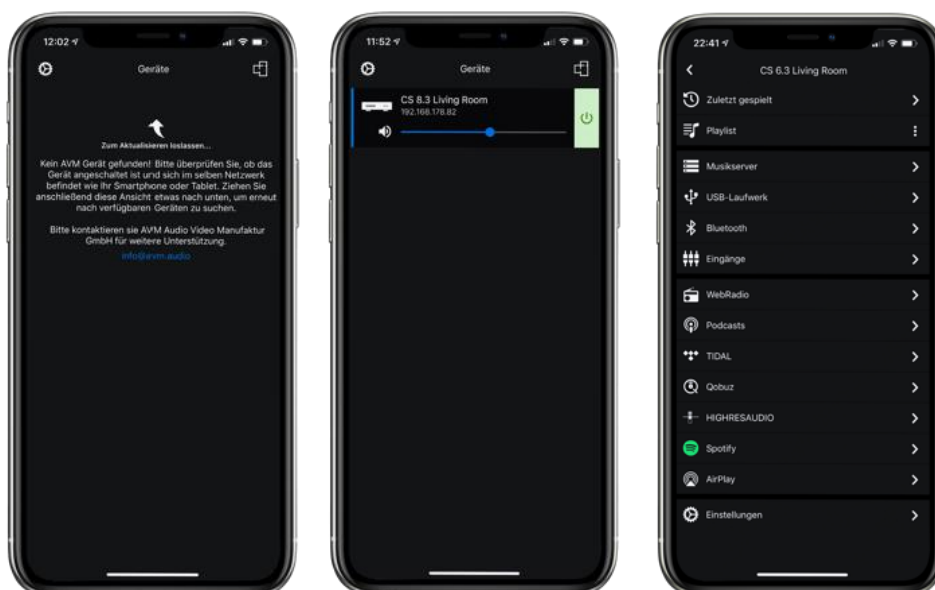 12:02
Geräte
Zum Aktualisieren loslassen...
Kein AVM Gerät gefunden! Bitte überprüfen Sie, ob das
Gerät angeschaltet ist und sich im selben Netzwerk
befindet wie Ihr Smartphone oder Tablet. Ziehen Sie
anschließend diese Ansicht etwas nach unten, um erneut
nach verfügbaren Geräten zu suchen.
Bitte kontaktieren sie AVM Audio Video Manufaktur
GmbH für weitere Unterstützung.
info@avm.audio
11:52
Geräte
CS 8.3 Living Room
192.168.178.82
22:41
CS 6.3 Living Room
Zuletzt gespielt
Playlist
Musikserver
USB-Laufwerk
Bluetooth
Eingänge
WebRadio
Podcasts
TIDAL
Qobuz
HIGHRESAUDIO
Spotify
AirPlay
Einstellungen